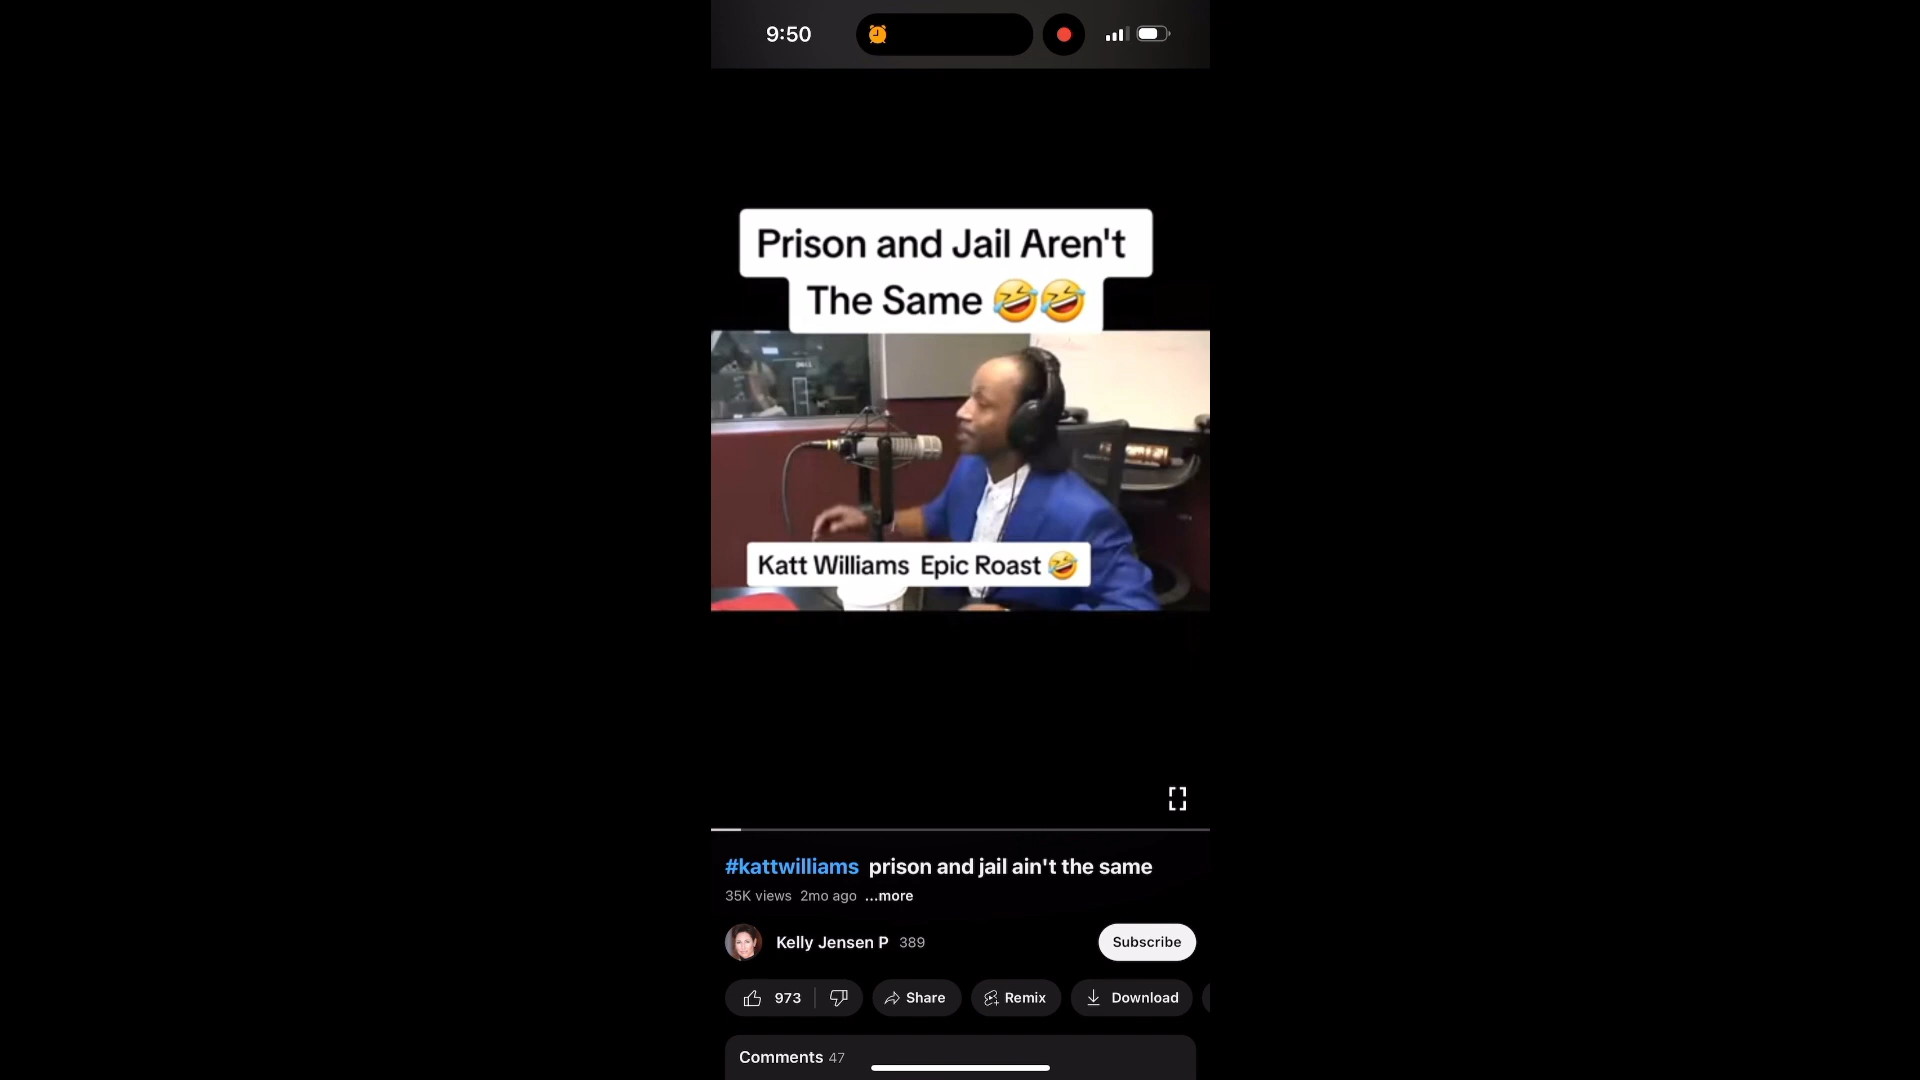 9:50
Prison and Jail Aren't
The Same 🤣🤣
Katt Williams Epic Roast 🤣
#kattwilliams prison and jail ain't the same
35K views 2mo ago ...more
Kelly Jensen P 389
Subscribe
973
Share
Remix
Download
Comments 47